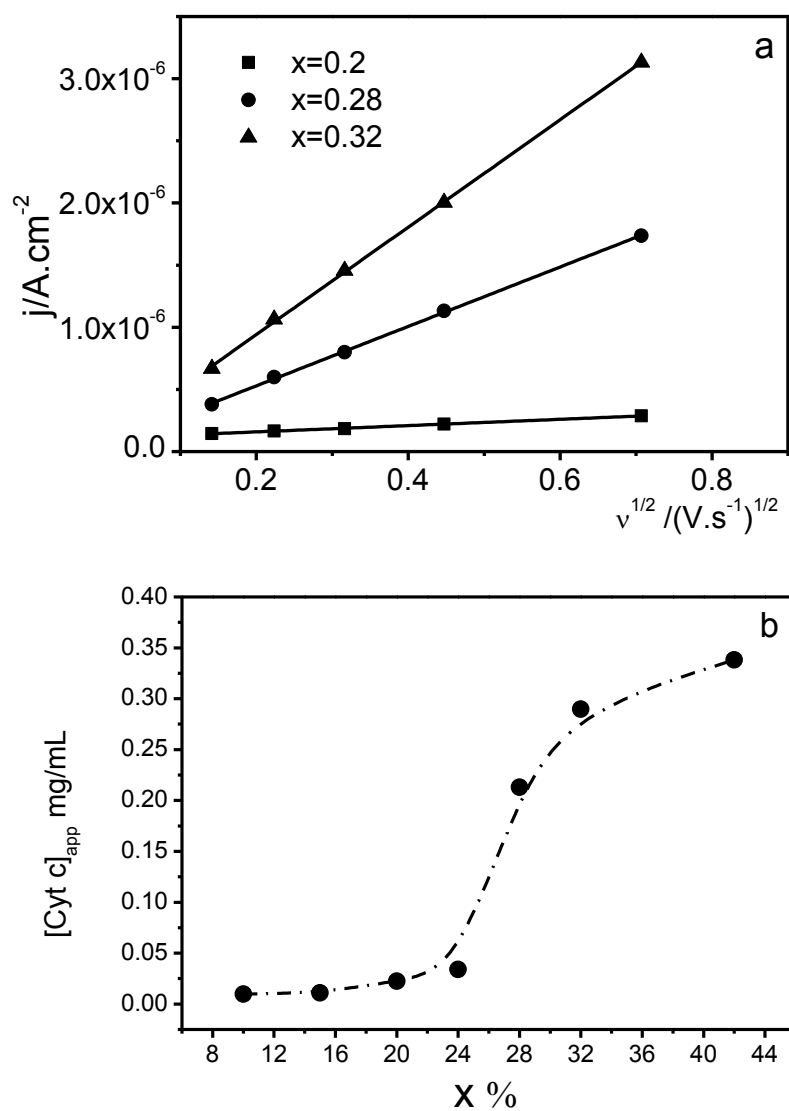 a
x=0.2
x=0.28
x=0.32
3.0x10⁻⁶
2.0x10⁻⁶
1.0x10⁻⁶
0.0
j/A.cm⁻²
0.2 0.4 0.6 0.8
ν^1/2 /(V.s⁻¹)^1/2
b
0.40
0.35
0.30
0.25
0.20
0.15
0.10
0.05
0.00
[Cyt c]app mg/mL
8 12 16 20 24 28 32 36 40 44
X %